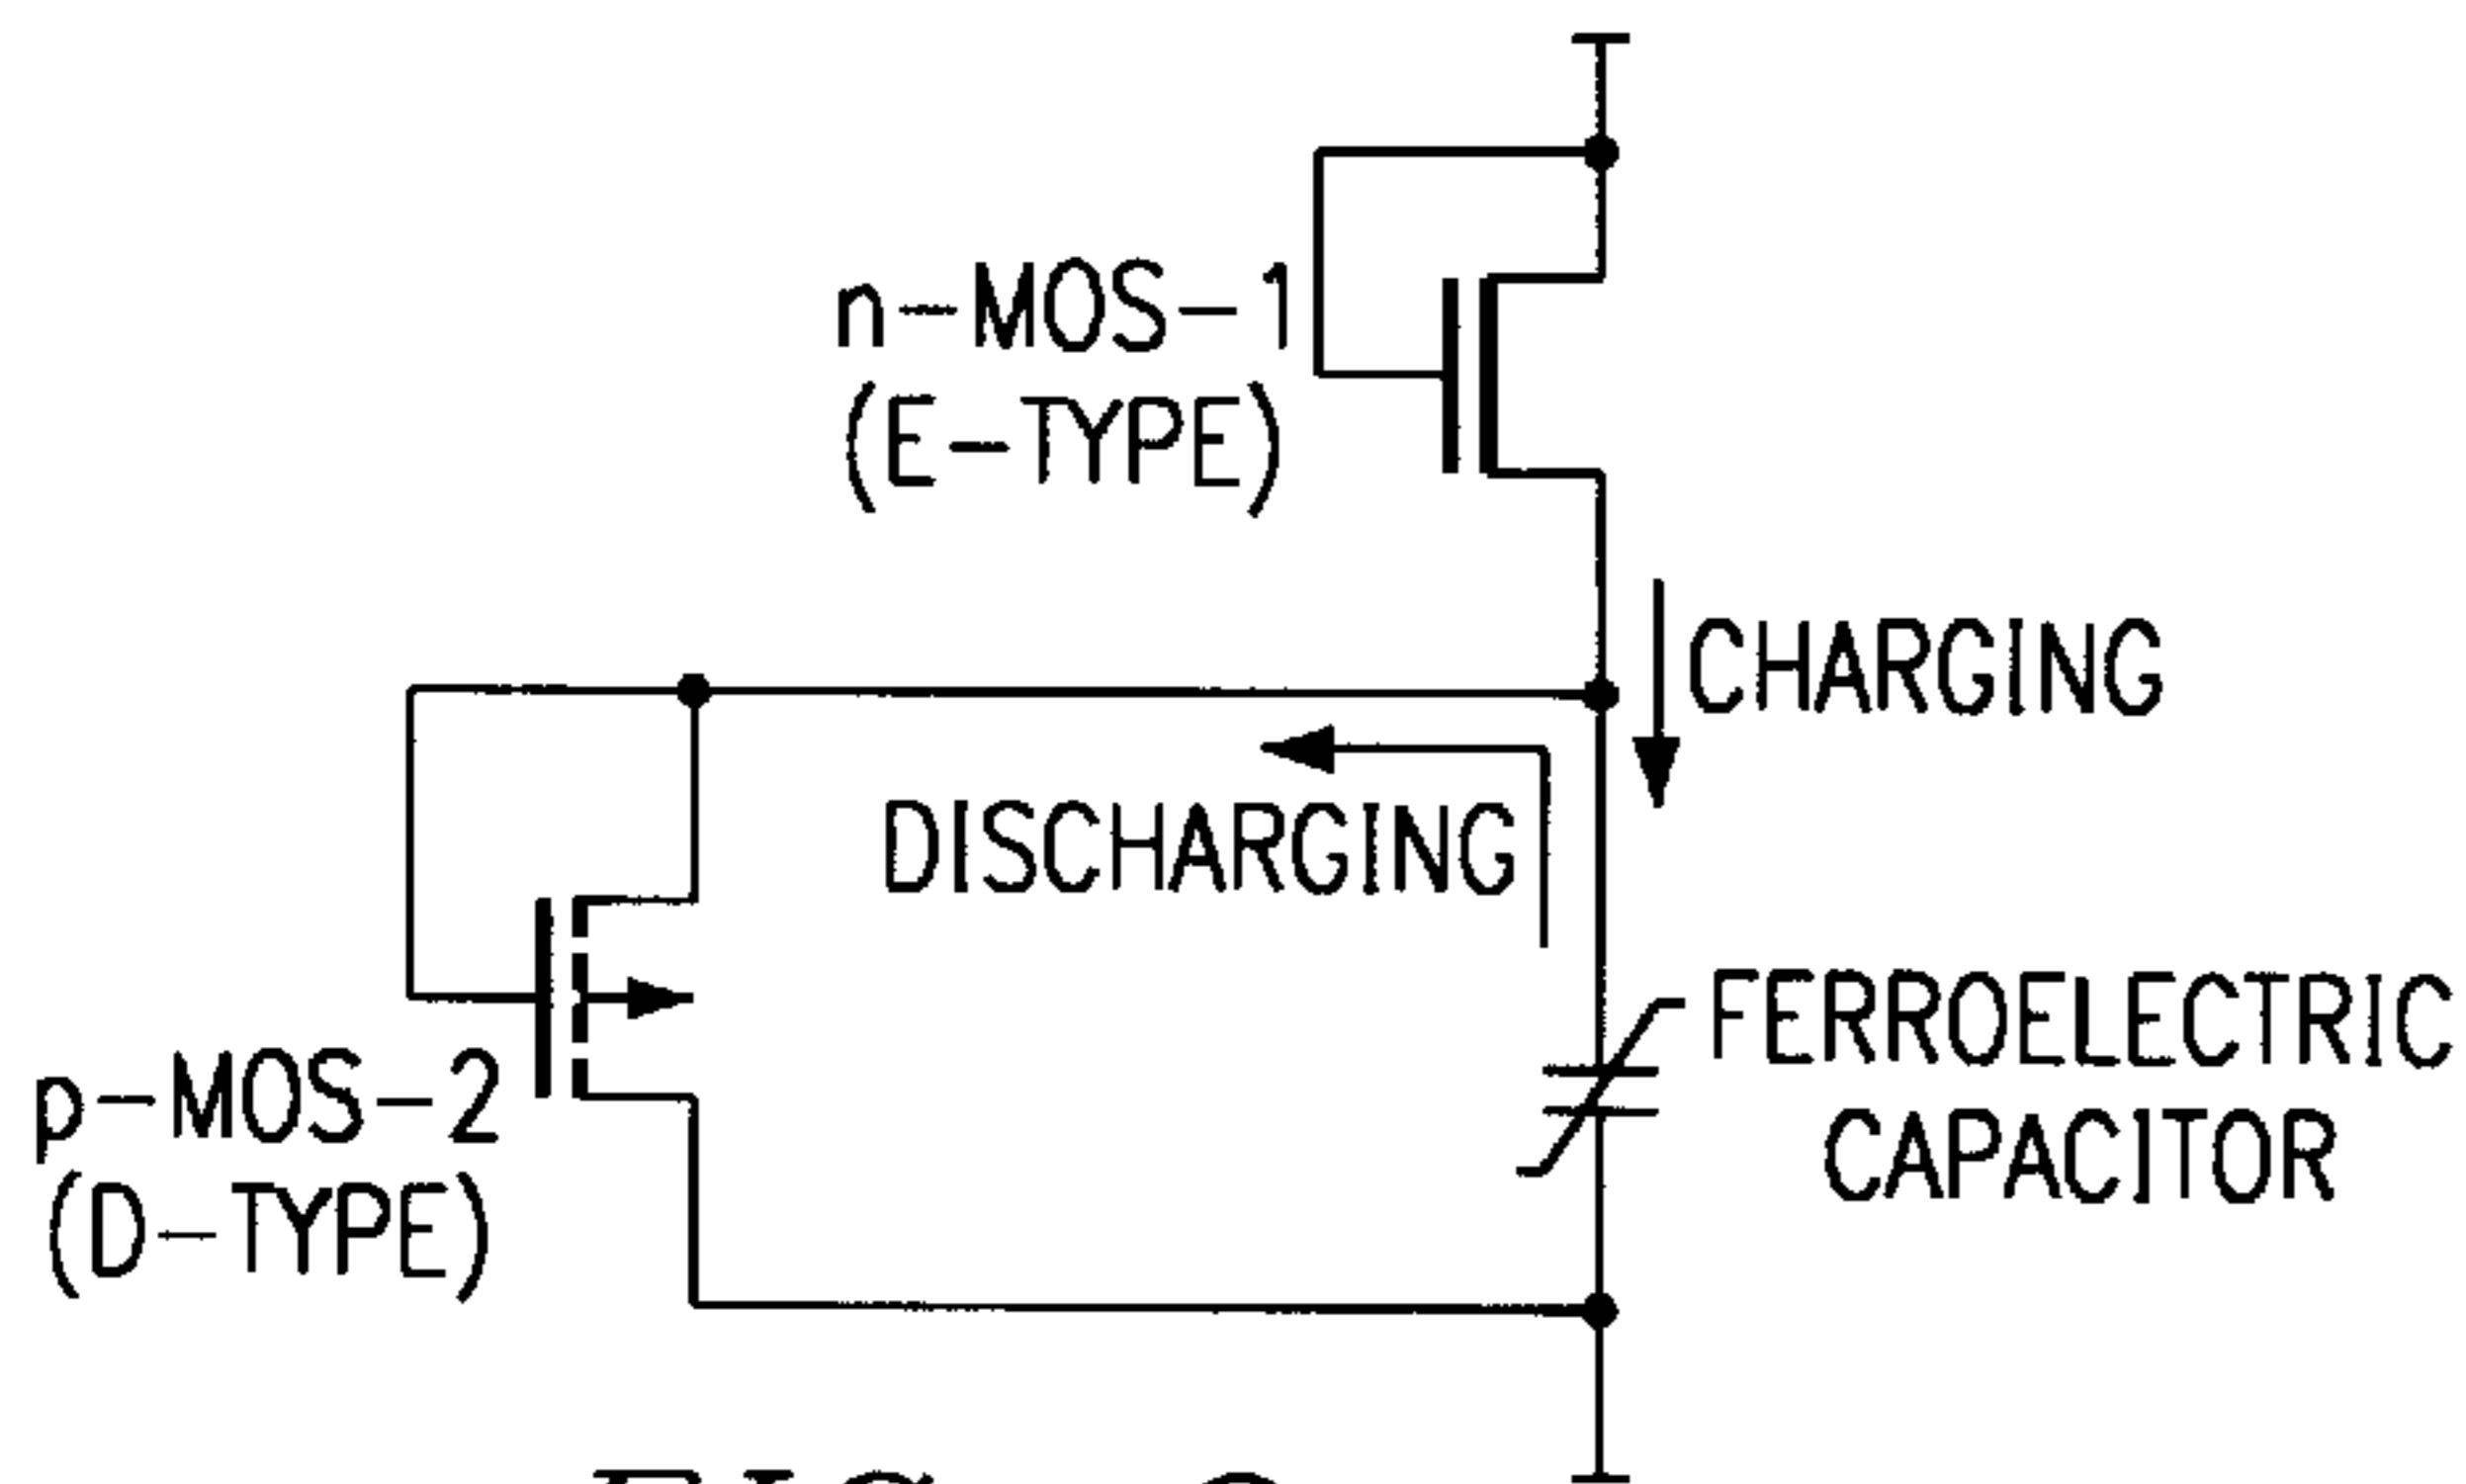 n-MOS-1
(E-TYPE)
CHARGING
DISCHARGING
FERROELECTRIC
CAPACITOR
p-MOS-2
(D-TYPE)